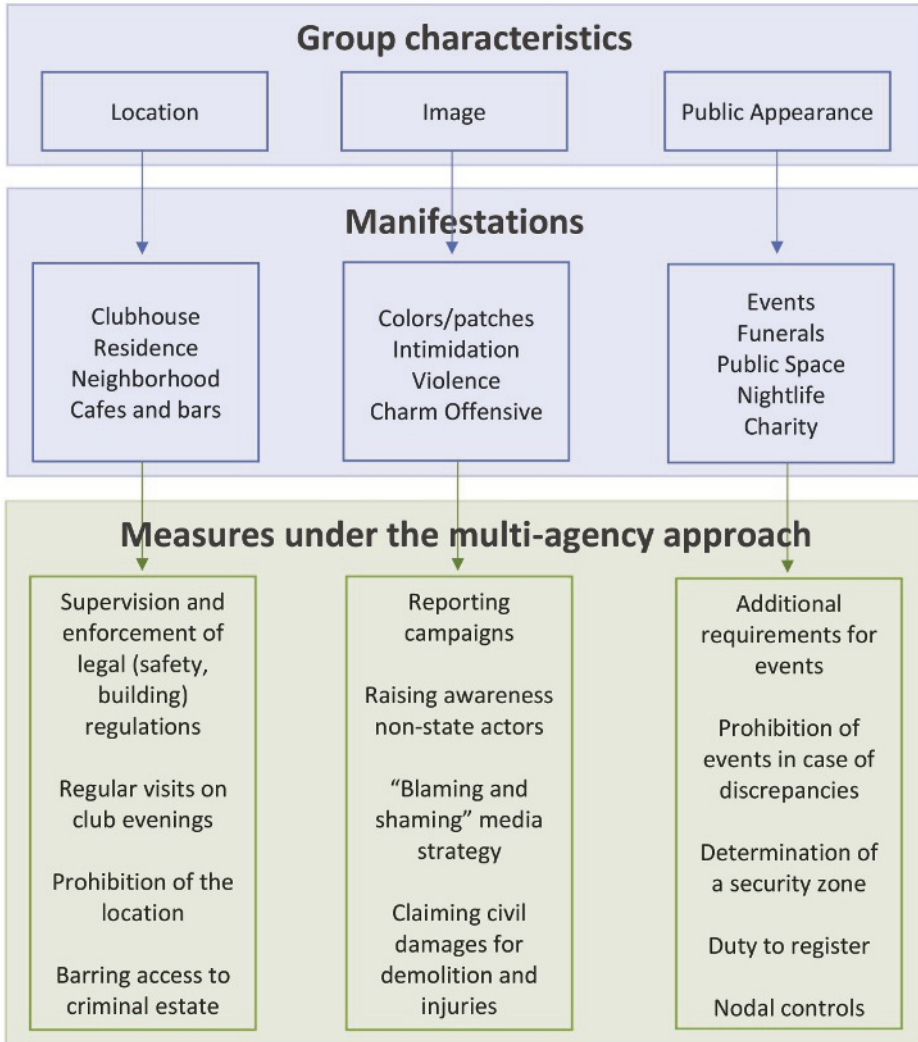 Group characteristics
Location
Image
Public Appearance
Manifestations
Clubhouse
Residence
Neighborhood
Cafes and bars
Colors/patches
Intimidation
Violence
Charm Offensive
Events
Funerals
Public Space
Nightlife
Charity
Measures under the multi-agency approach
Supervision and
enforcement of
legal (safety,
building)
regulations
Regular visits on
club evenings
Prohibition of the
location
Barring access to
criminal estate
Reporting
campaigns
Raising awareness
non-state actors
“Blaming and
shaming” media
strategy
Claiming civil
damages for
demolition and
injuries
Additional
requirements for
events
Prohibition of
events in case of
discrepancies
Determination of
a security zone
Duty to register
Nodal controls